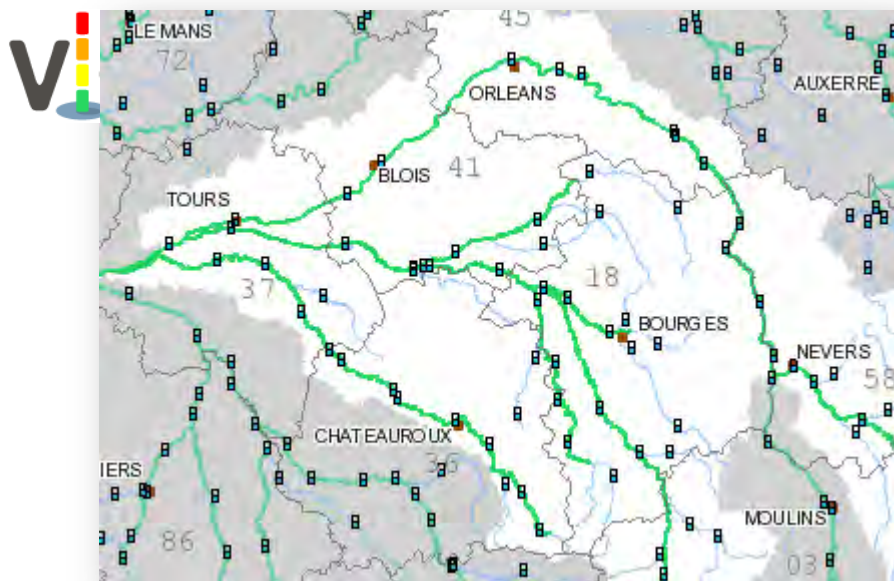 Vi
45
LE MANS
72
AUXERRE
ORLEANS
BLOIS
41
TOURS
37
18
BOURGES
NEVERS
58
CHATEAUROUX
36
IERS
86
MOULINS
03